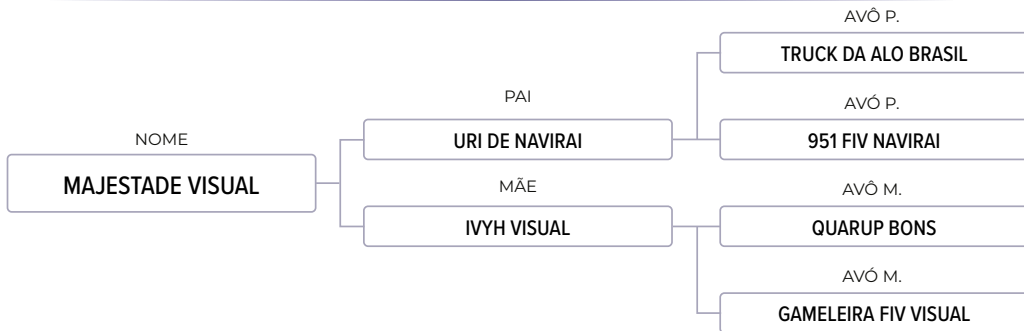 AVÔ P.
TRUCK DA ALO BRASIL
PAI
AVÓ P.
NOME
URI DE NAVIRAI
951 FIV NAVIRAI
MAJESTADE VISUAL
MÃE
AVÔ M.
IVYH VISUAL
QUARUP BONS
AVÓ M.
GAMELEIRA FIV VISUAL